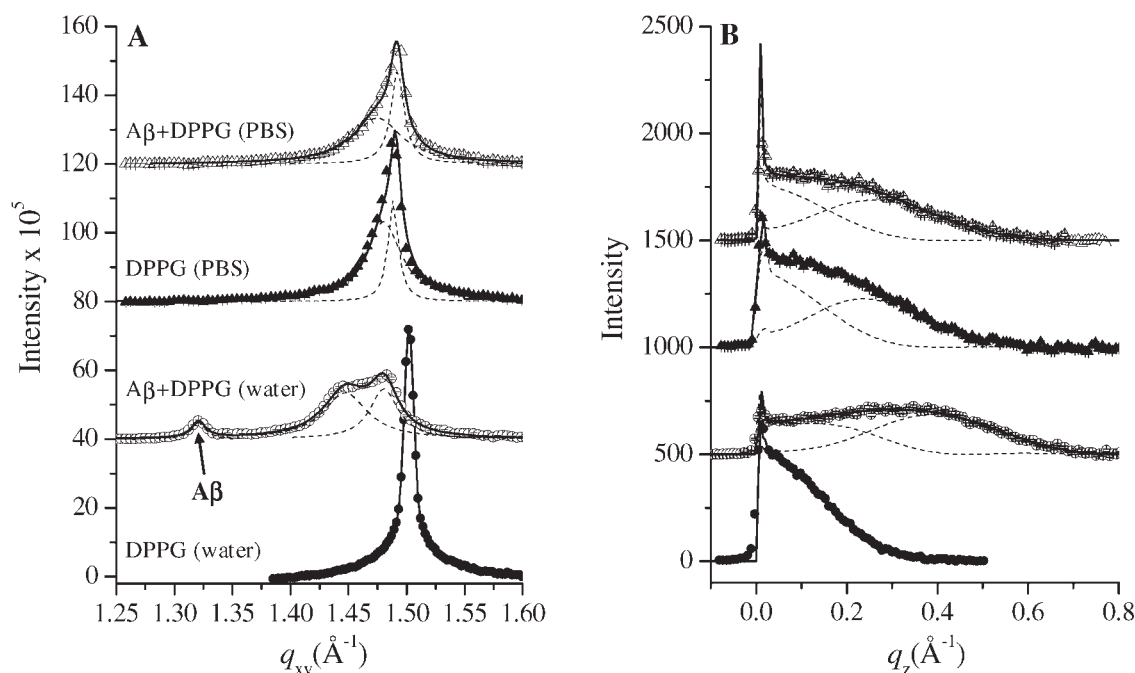 A
Intensity x 10⁵
160
140
120
100
80
60
40
20
0
Aβ+DPPG (PBS)
DPPG (PBS)
Aβ+DPPG (water)
Aβ
DPPG (water)
1.25 1.30 1.35 1.40 1.45 1.50 1.55 1.60
q_xy(Å⁻¹)
B
Intensity
2500
2000
1500
1000
500
0
0.0 0.2 0.4 0.6 0.8
q_z(Å⁻¹)